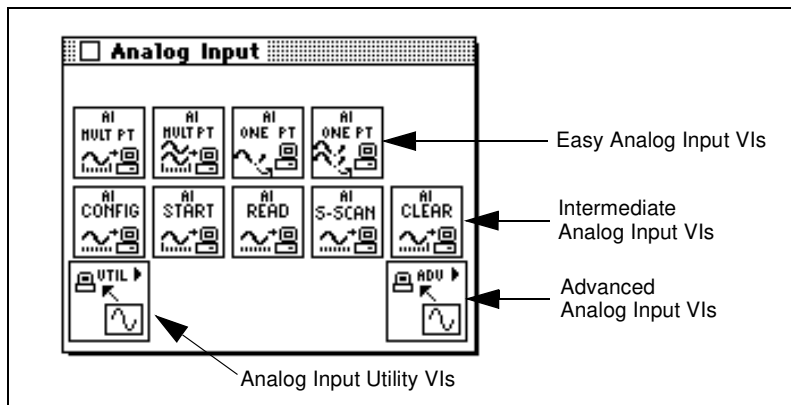 Analog Input
AI MULT PT
AI MULT PT
AI ONE PT
AI ONE PT
Easy Analog Input VIs
AI CONFIG
AI START
AI READ
AI S-SCAN
AI CLEAR
Intermediate
Analog Input VIs
UTIL
ADV
Advanced
Analog Input VIs
Analog Input Utility VIs